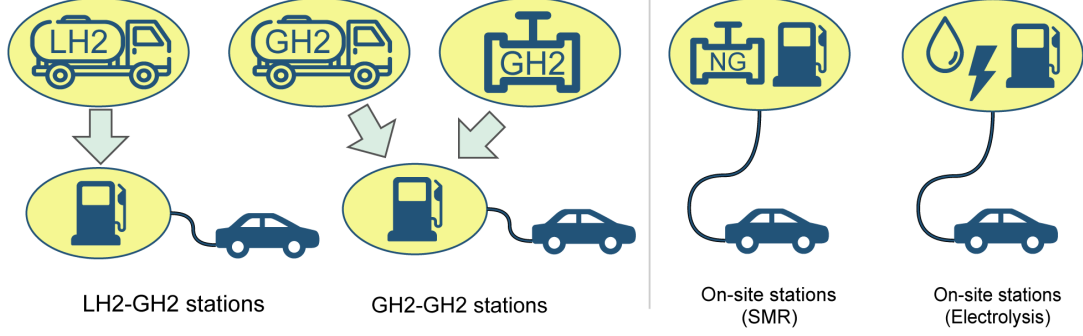 LH2
GH2
GH2
NG
LH2-GH2 stations
GH2-GH2 stations
On-site stations
(SMR)
On-site stations
(Electrolysis)